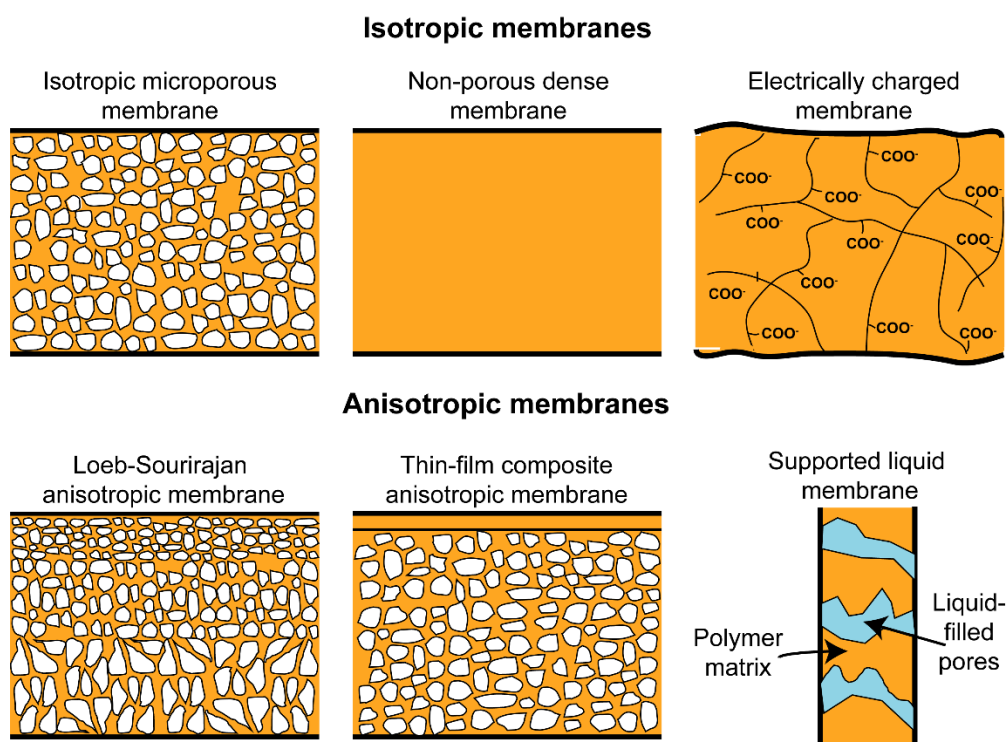 Isotropic membranes
Isotropic microporous
membrane
Non-porous dense
membrane
Electrically charged
membrane
COO-
COO-
COO-
COO-
COO-
COO-
COO-
COO-
COO-
COO-
COO-
COO-
Anisotropic membranes
Loeb-Sourirajan
anisotropic membrane
Thin-film composite
anisotropic membrane
Supported liquid
membrane
Polymer
matrix
Liquid-
filled
pores